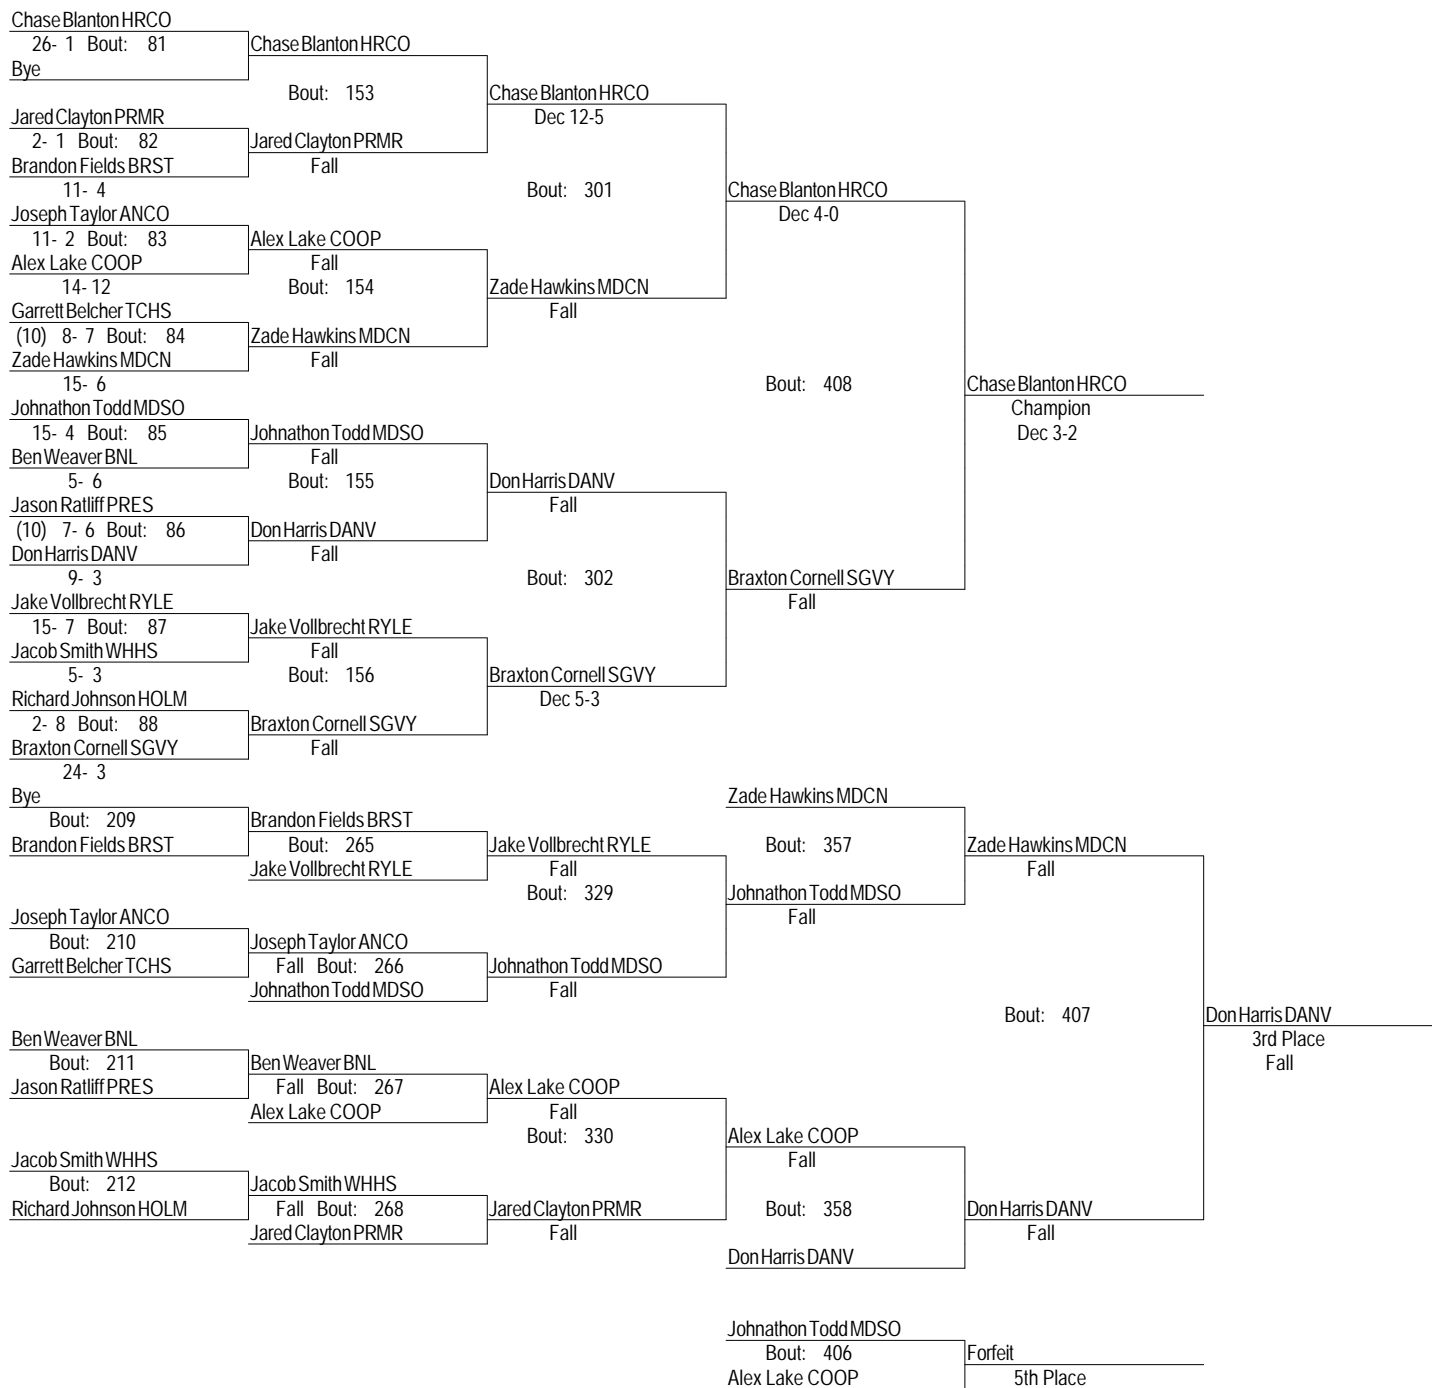 Chase Blanton HRCO
26- 1 Bout: 81 Chase Blanton HRCO
Bye
Bout: 153 Chase Blanton HRCO
Jared Clayton PRMR Dec 12-5
2- 1 Bout: 82 Jared Clayton PRMR
Brandon Fields BRST Fall
11- 4 Bout: 301 Chase Blanton HRCO
Joseph Taylor ANCO Dec 4-0
11- 2 Bout: 83 Alex Lake COOP
Alex Lake COOP Fall
14- 12 Bout: 154 Zade Hawkins MDCN
Garrett Belcher TCHS Fall
(10) 8- 7 Bout: 84 Zade Hawkins MDCN
Zade Hawkins MDCN Fall
15- 6 Bout: 408 Chase Blanton HRCO
Johnathon Todd MDSO Champion
15- 4 Bout: 85 Johnathon Todd MDSO Dec 3-2
Ben Weaver BNL Fall
5- 6 Bout: 155 Don Harris DANV
Jason Ratliff PRES Fall
(10) 7- 6 Bout: 86 Don Harris DANV
Don Harris DANV Fall
9- 3 Bout: 302 Braxton Cornell SGVY
Jake Vollbrecht RYLE Fall
15- 7 Bout: 87 Jake Vollbrecht RYLE
Jacob Smith WHHS Fall
5- 3 Bout: 156 Braxton Cornell SGVY
Richard Johnson HOLM Dec 5-3
2- 8 Bout: 88 Braxton Cornell SGVY
Braxton Cornell SGVY Fall
24- 3
Bye Zade Hawkins MDCN
Bout: 209 Brandon Fields BRST
Brandon Fields BRST Bout: 265 Jake Vollbrecht RYLE Bout: 357 Zade Hawkins MDCN
Jake Vollbrecht RYLE Fall Fall
Bout: 329 Johnathon Todd MDSO
Joseph Taylor ANCO Fall
Bout: 210 Joseph Taylor ANCO
Garrett Belcher TCHS Fall Bout: 266 Johnathon Todd MDSO
Johnathon Todd MDSO Fall
Bout: 407 Don Harris DANV
Ben Weaver BNL 3rd Place
Bout: 211 Ben Weaver BNL Fall
Jason Ratliff PRES Fall Bout: 267 Alex Lake COOP
Alex Lake COOP Fall
Bout: 330 Alex Lake COOP
Jacob Smith WHHS Fall
Bout: 212 Jacob Smith WHHS
Richard Johnson HOLM Fall Bout: 268 Jared Clayton PRMR Bout: 358 Don Harris DANV
Jared Clayton PRMR Fall Fall
Don Harris DANV
Johnathon Todd MDSO
Bout: 406 Forfeit
Alex Lake COOP 5th Place